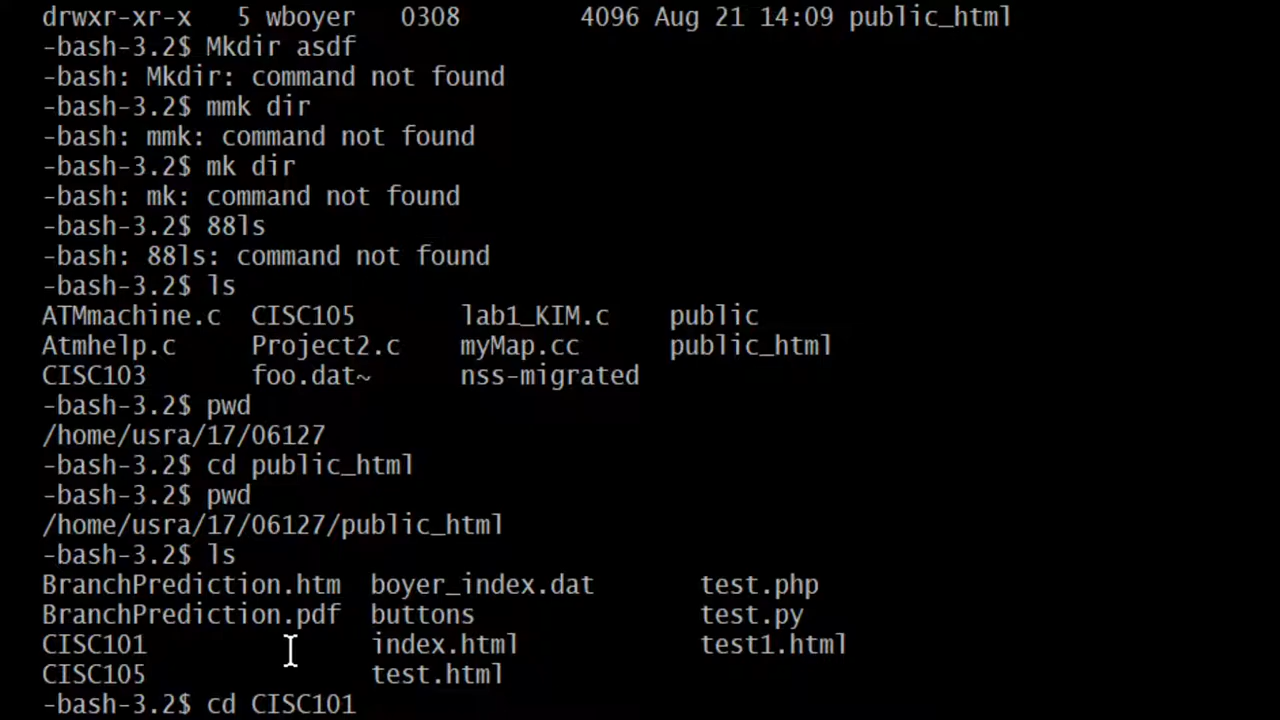 drwxr-xr-x   5 wboyer   0308        4096 Aug 21 14:09 public_html
-bash-3.2$ Mkdir asdf
-bash: Mkdir: command not found
-bash-3.2$ mmk dir
-bash: mmk: command not found
-bash-3.2$ mk dir
-bash: mk: command not found
-bash-3.2$ 88ls
-bash: 88ls: command not found
-bash-3.2$ ls
ATMmachine.c  CISC105       lab1_KIM.c    public
Atmhelp.c     Project2.c    myMap.cc      public_html
CISC103       foo.dat~      nss-migrated
-bash-3.2$ pwd
/home/usra/17/06127
-bash-3.2$ cd public_html
-bash-3.2$ pwd
/home/usra/17/06127/public_html
-bash-3.2$ ls
BranchPrediction.htm  boyer_index.dat       test.php
BranchPrediction.pdf  buttons               test.py
CISC101               index.html            test1.html
CISC105               test.html
-bash-3.2$ cd CISC101